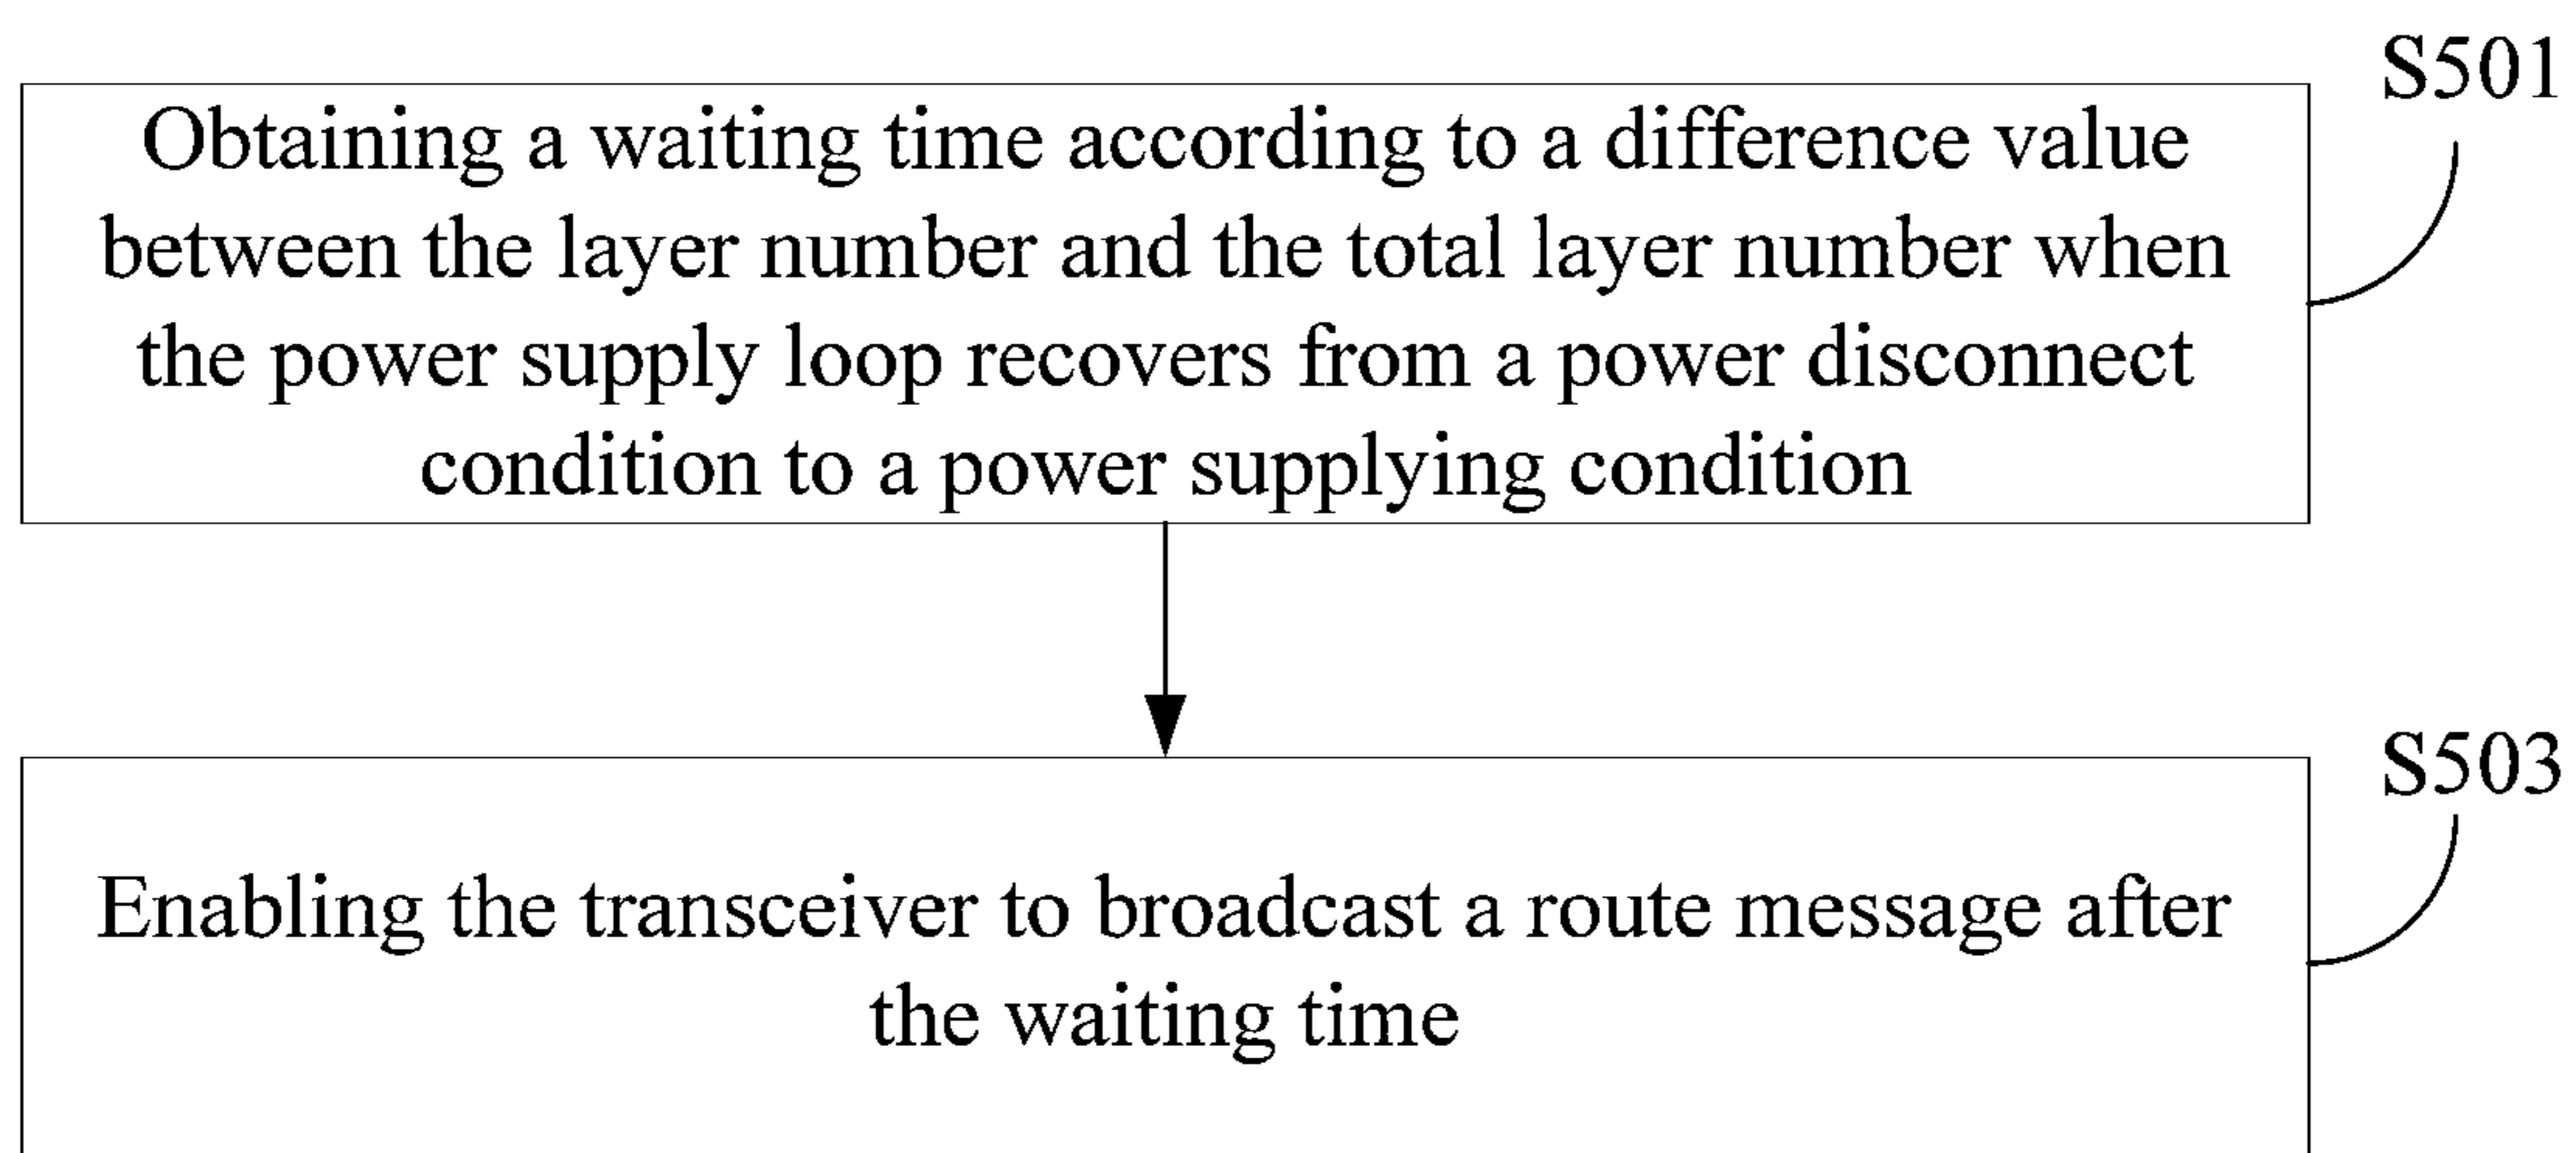 S501
Obtaining a waiting time according to a difference value
between the layer number and the total layer number when
the power supply loop recovers from a power disconnect
condition to a power supplying condition
S503
Enabling the transceiver to broadcast a route message after
the waiting time